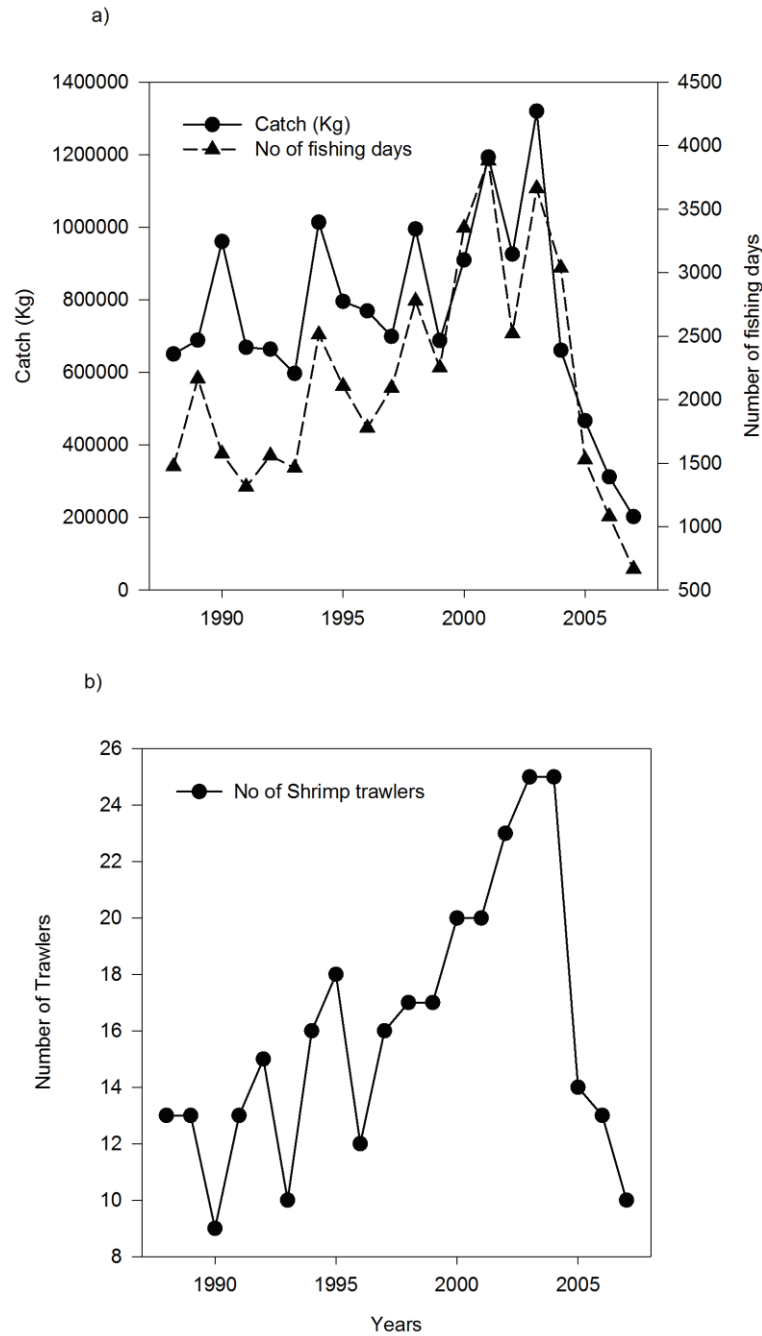 a)
1400000
1200000
1000000
800000
600000
400000
200000
0
Catch (Kg)
Catch (Kg)
No of fishing days
4500
4000
3500
3000
2500
2000
1500
1000
500
Number of fishing days
1990 1995 2000 2005
b)
26
24
22
20
18
16
14
12
10
8
Number of Trawlers
No of Shrimp trawlers
1990 1995 2000 2005
Years